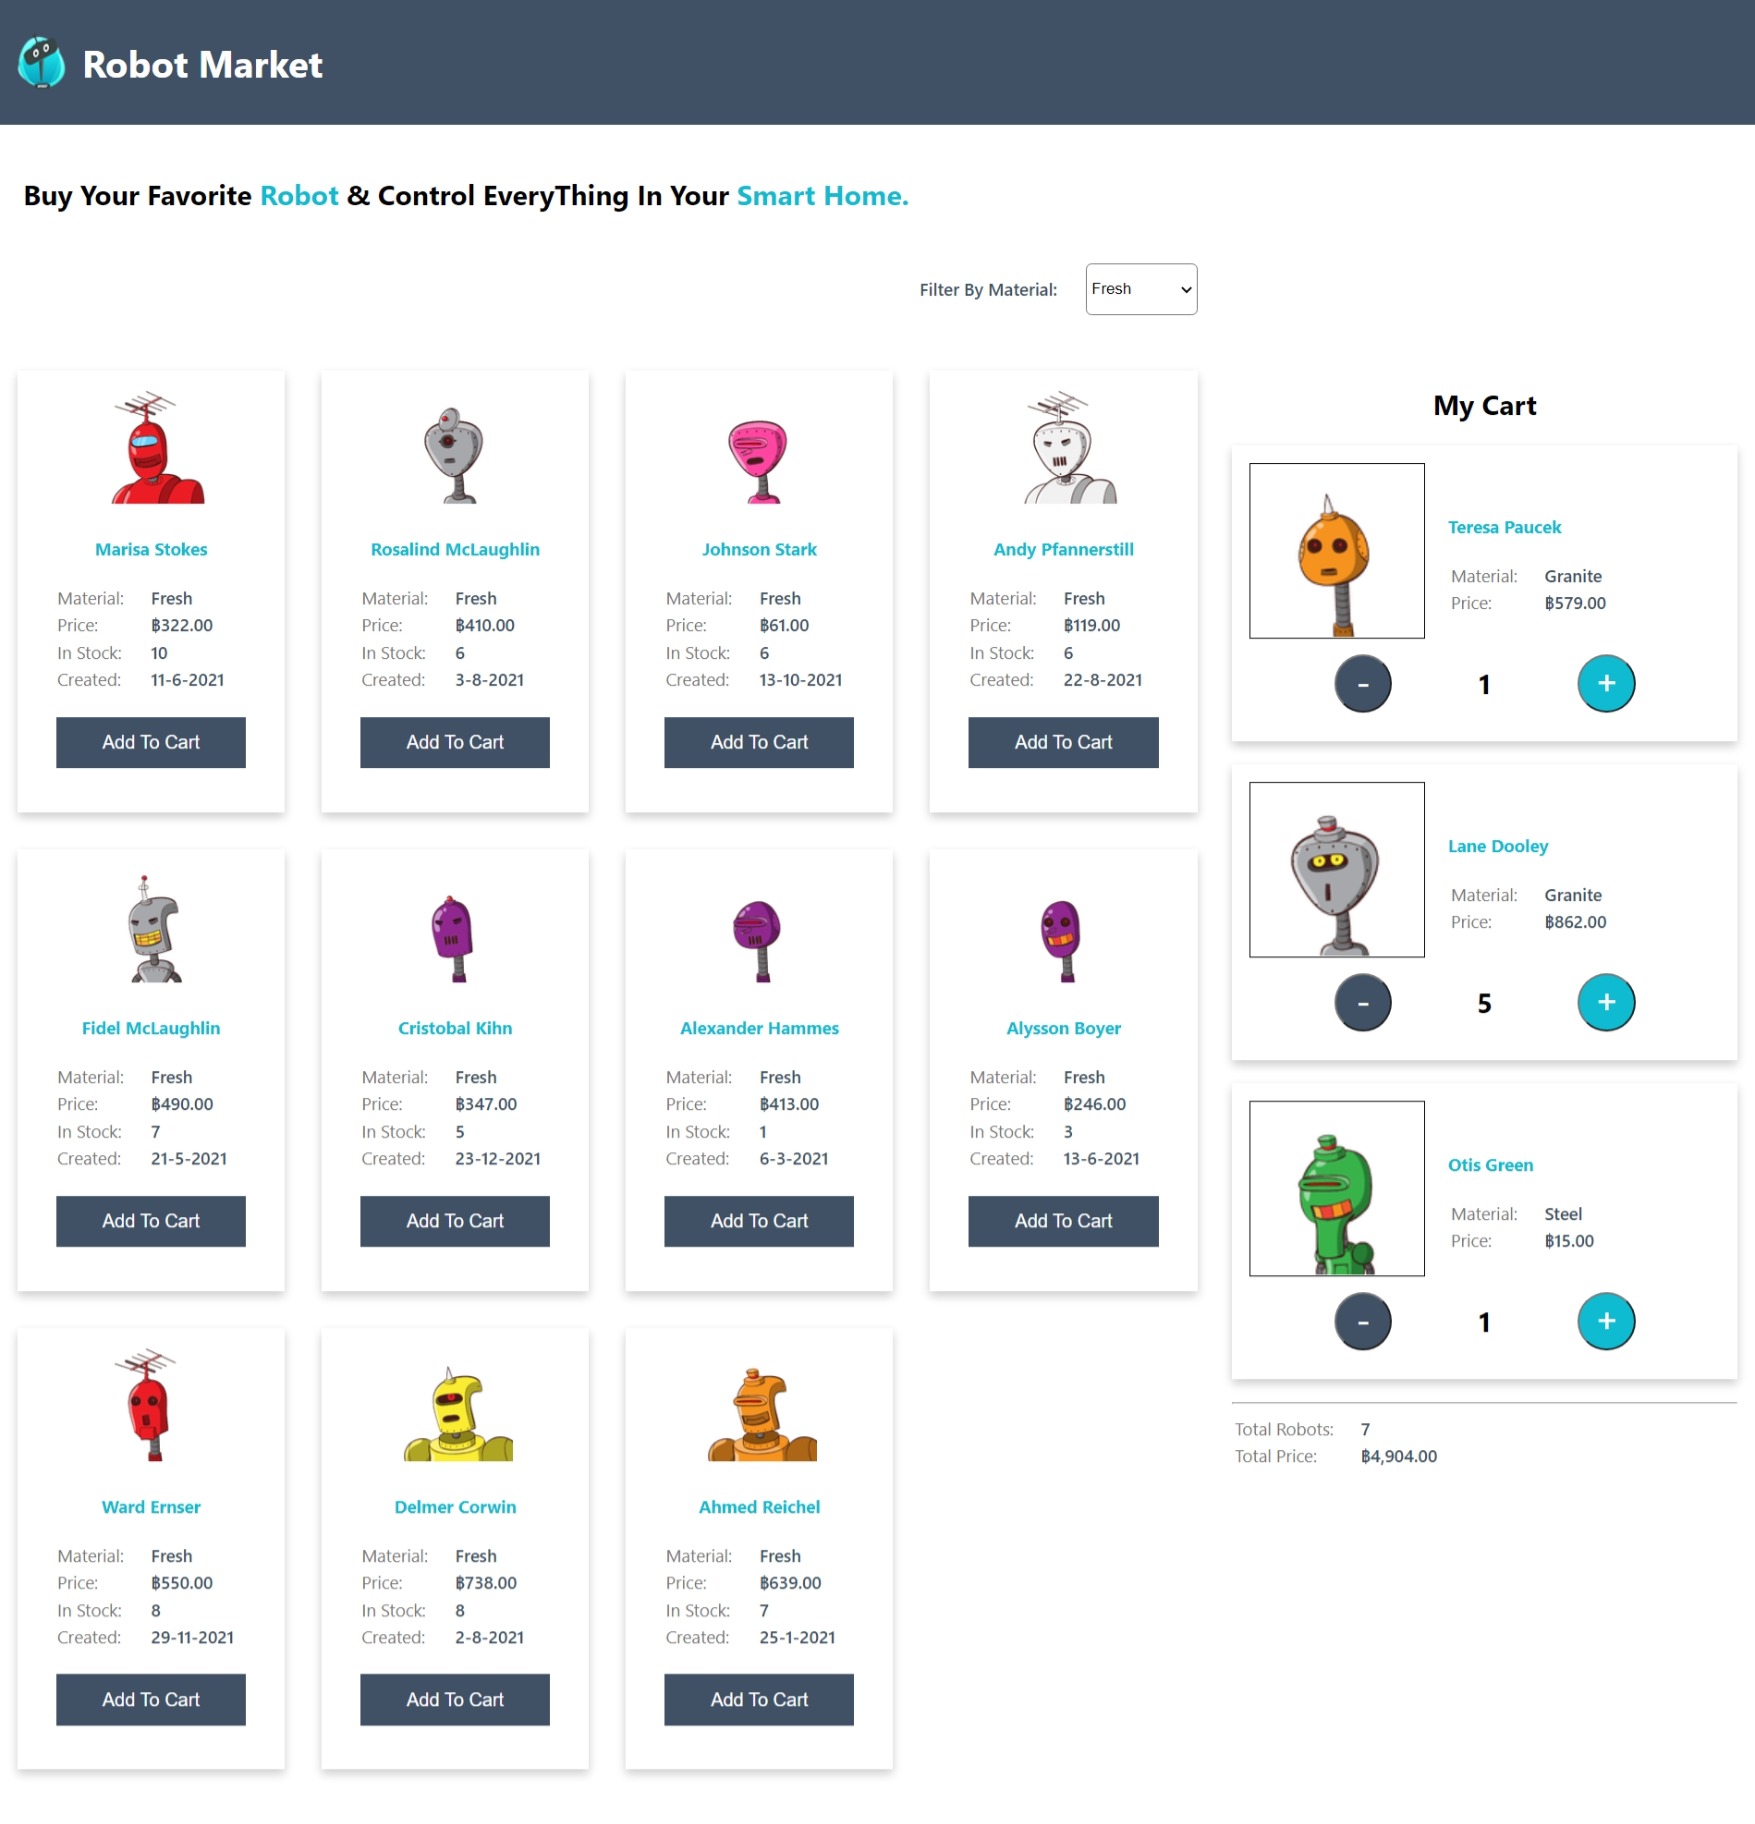 Robot Market
Buy Your Favorite Robot & Control EveryThing In Your Smart Home.
Filter By Material: Fresh
Marisa Stokes
Material: Fresh
Price: ฿322.00
In Stock: 10
Created: 11-6-2021
Add To Cart
Rosalind McLaughlin
Material: Fresh
Price: ฿410.00
In Stock: 6
Created: 3-8-2021
Add To Cart
Johnson Stark
Material: Fresh
Price: ฿61.00
In Stock: 6
Created: 13-10-2021
Add To Cart
Andy Pfannerstill
Material: Fresh
Price: ฿119.00
In Stock: 6
Created: 22-8-2021
Add To Cart
Fidel McLaughlin
Material: Fresh
Price: ฿490.00
In Stock: 7
Created: 21-5-2021
Add To Cart
Cristobal Kihn
Material: Fresh
Price: ฿347.00
In Stock: 5
Created: 23-12-2021
Add To Cart
Alexander Hammes
Material: Fresh
Price: ฿413.00
In Stock: 1
Created: 6-3-2021
Add To Cart
Alysson Boyer
Material: Fresh
Price: ฿246.00
In Stock: 3
Created: 13-6-2021
Add To Cart
Ward Ernser
Material: Fresh
Price: ฿550.00
In Stock: 8
Created: 29-11-2021
Add To Cart
Delmer Corwin
Material: Fresh
Price: ฿738.00
In Stock: 8
Created: 2-8-2021
Add To Cart
Ahmed Reichel
Material: Fresh
Price: ฿639.00
In Stock: 7
Created: 25-1-2021
Add To Cart
My Cart
Teresa Paucek
Material: Granite
Price: ฿579.00
- 1 +
Lane Dooley
Material: Granite
Price: ฿862.00
- 5 +
Otis Green
Material: Steel
Price: ฿15.00
- 1 +
Total Robots: 7
Total Price: ฿4,904.00